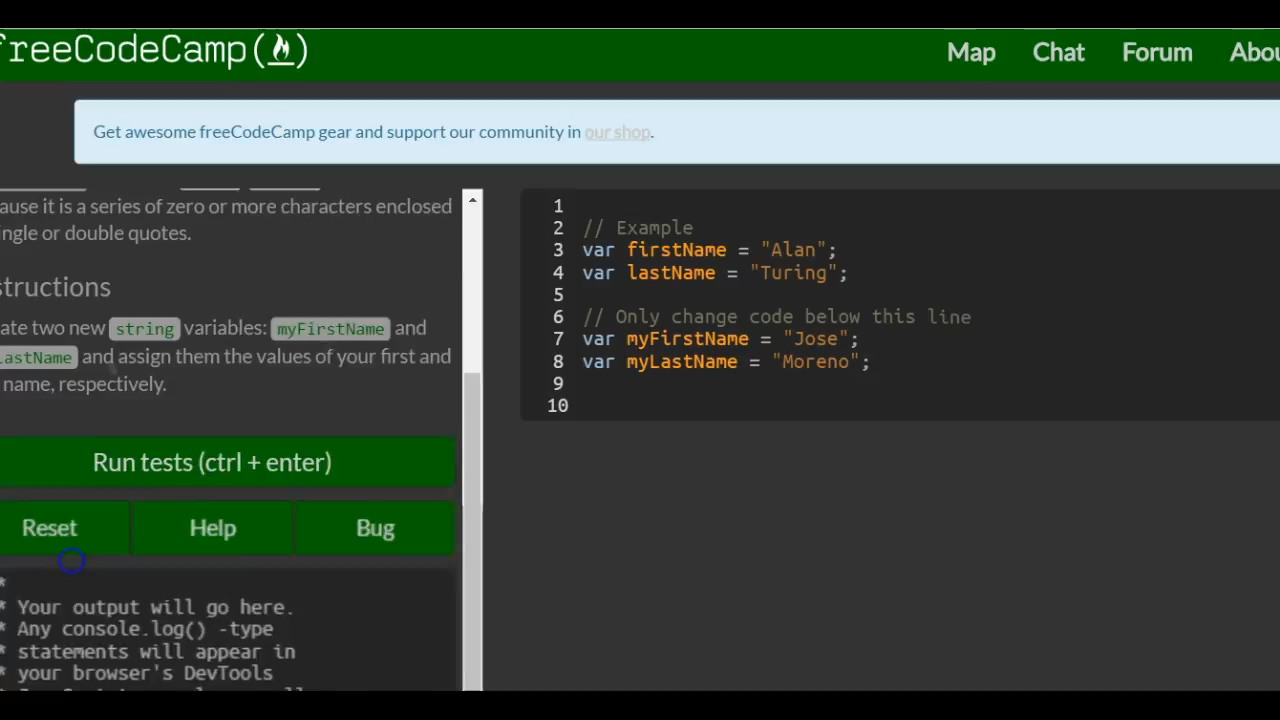 freeCodeCamp
Map Chat Forum Abou
Get awesome freeCodeCamp gear and support our community in our shop.
ause it is a series of zero or more characters enclosed
ingle or double quotes.
structions
ate two new string variables: myFirstName and
LastName and assign them the values of your first and
name, respectively.
Run tests (ctrl + enter)
Reset Help Bug
*
* Your output will go here.
* Any console.log() -type
* statements will appear in
* your browser's DevTools
1
2 // Example
3 var firstName = "Alan";
4 var lastName = "Turing";
5
6 // Only change code below this line
7 var myFirstName = "Jose";
8 var myLastName = "Moreno";
9
10